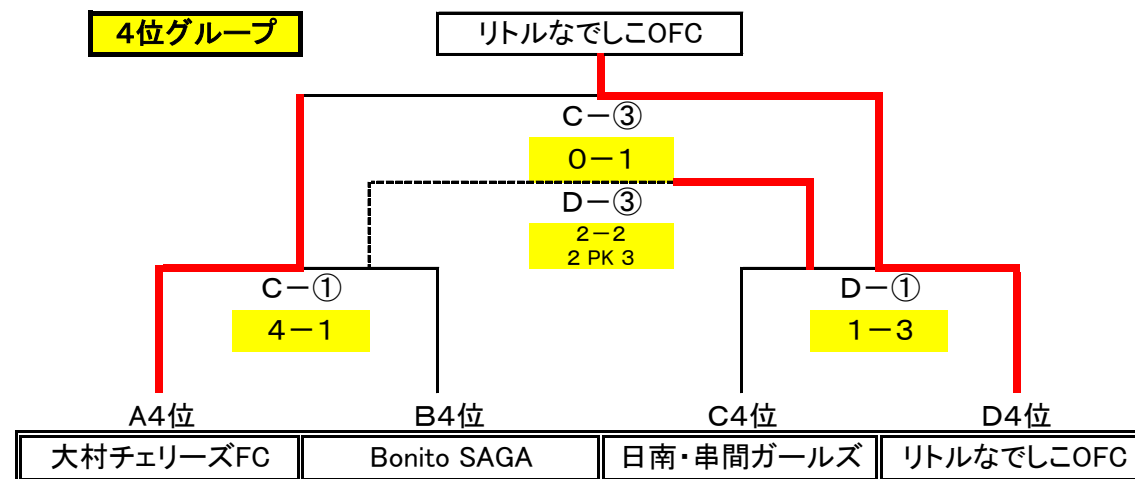 4位グループ
リトルなでしこOFC
C－③
0－1
D－③
2－2
2 PK 3
C－①
D－①
4－1
1－3
A4位
B4位
C4位
D4位
大村チェリーズFC
Bonito SAGA
日南・串間ガールズ
リトルなでしこOFC